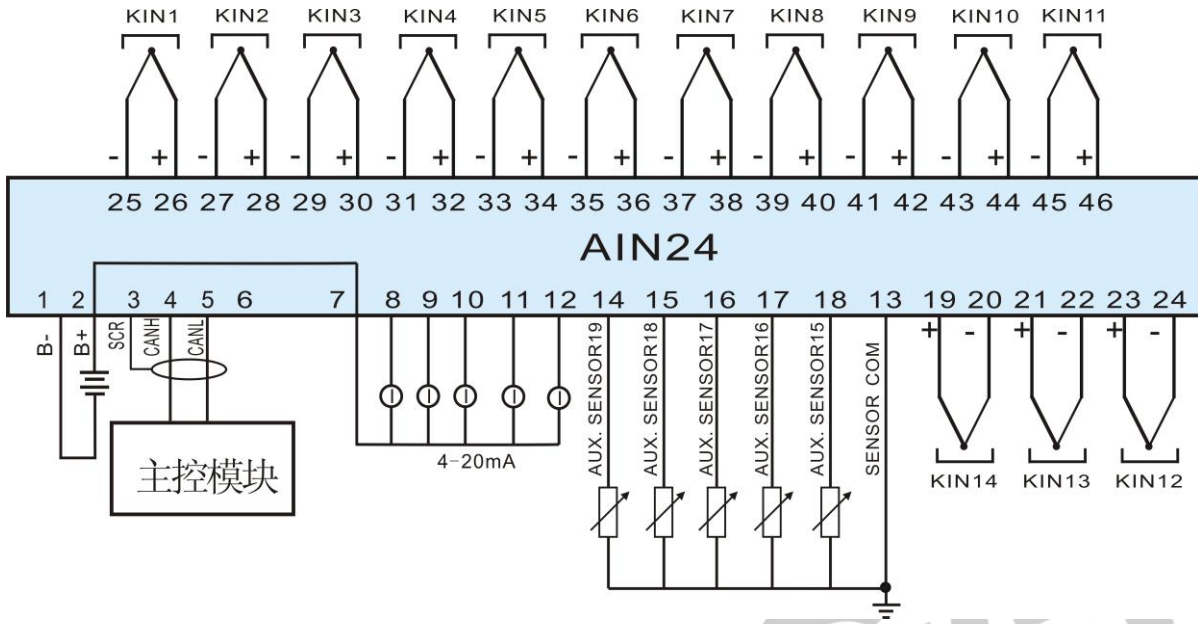 KIN1 KIN2 KIN3 KIN4 KIN5 KIN6 KIN7 KIN8 KIN9 KIN10 KIN11
- + - + - + - + - + - + - + - + - + - + - +
25 26 27 28 29 30 31 32 33 34 35 36 37 38 39 40 41 42 43 44 45 46
AIN24
1 2 3 4 5 6 7 8 9 10 11 12 14 15 16 17 18 13 19 20 21 22 23 24
B-
B+
SCR
CANH
CANL
主控模块
4-20mA
AUX. SENSOR19
AUX. SENSOR18
AUX. SENSOR17
AUX. SENSOR16
AUX. SENSOR15
SENSOR COM
+ - + - + -
KIN14 KIN13 KIN12